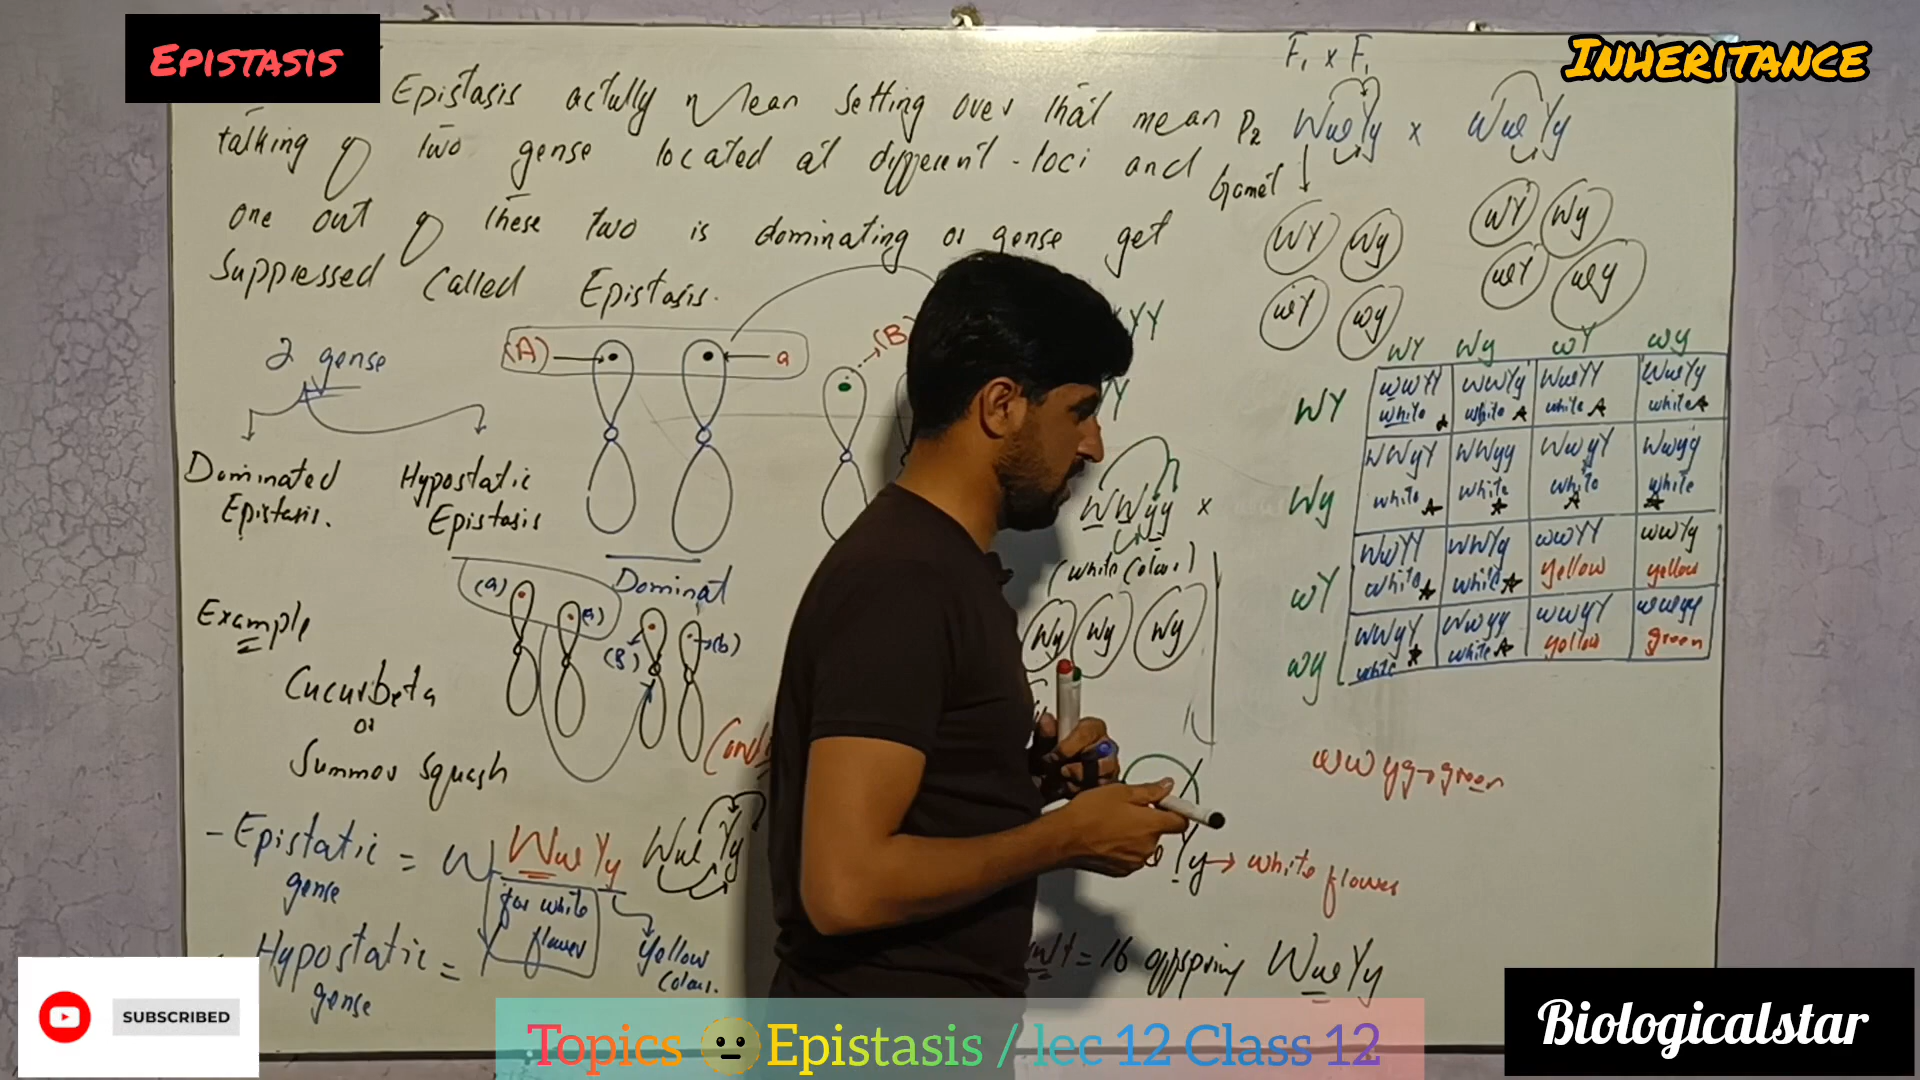 EPISTASIS
INHERITANCE
Epistasis actully mean Setting over that mean
talking of Two gense located at different-loci and
one out of these two is dominating or gense get
Suppressed Called Epistasis.
2 gense
Dominated
Epistasis.
Hypostatic
Epistasis
(A)
a
(B)
Dominal
(a)
(a)
(B)
(b)
Example
Cucurbeta
or
Summor Squash
- Epistatic = W
gense
WwYy
WwYy
for white
flower
Yellow
Colour.
Hypostatic =
gense
F1 x F1
P2 WwYy x WwYy
Gamet
WY Wy
wY wy
WY Wy
wY wy
YY
Y
WWyy x
(white Colour)
Wy Wy Wy
WY Wy wY wy
WY WWYY WWYy WwYY WwYy
white white white white
Wy WWyY WWyy WwyY Wwyy
white white white white
wY WwYY WWYy wwYY wwYy
white white yellow yellow
wy WWyY Wwyy wwyY wwyy
white white yellow green
wwyy→green
Yy→ white flower
= 16 offspring WwYy
SUBSCRIBED
Topics 😐Epistasis / lec 12 Class 12
Biologicalstar